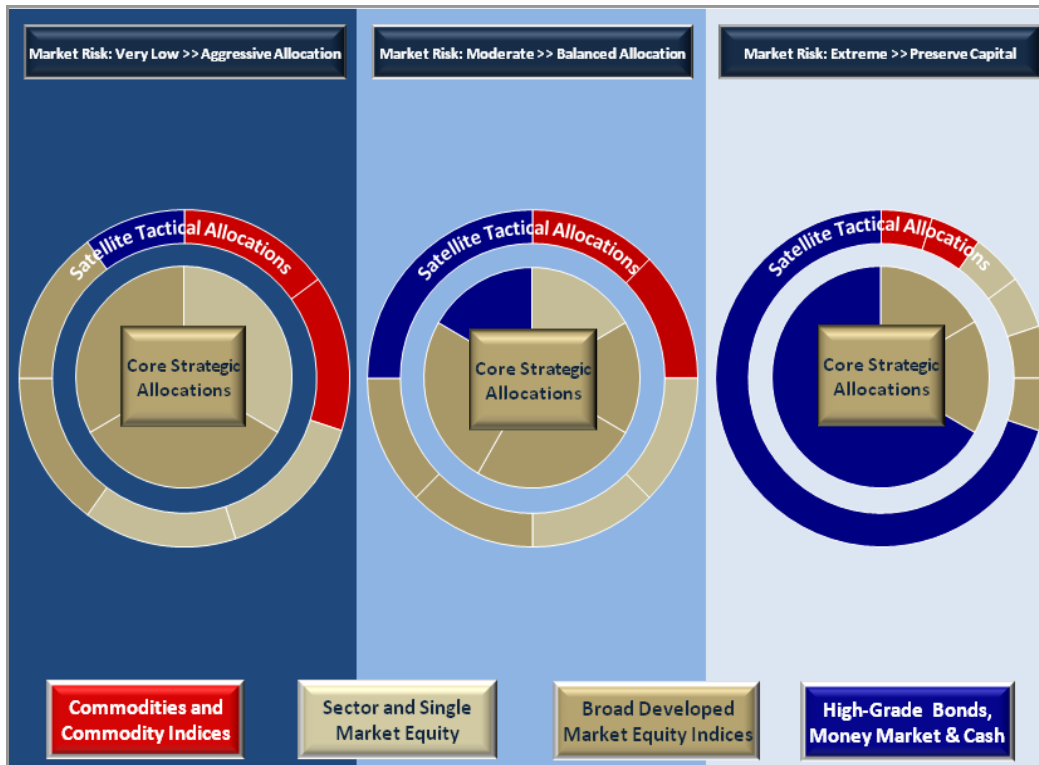 Market Risk: Very Low >> Aggressive Allocation
Market Risk: Moderate >> Balanced Allocation
Market Risk: Extreme >> Preserve Capital
Satellite Tactical Allocations
Core Strategic
Allocations
Satellite Tactical Allocations
Core Strategic
Allocations
Satellite Tactical Allocations
Core Strategic
Allocations
Commodities and
Commodity Indices
Sector and Single
Market Equity
Broad Developed
Market Equity Indices
High-Grade Bonds,
Money Market & Cash